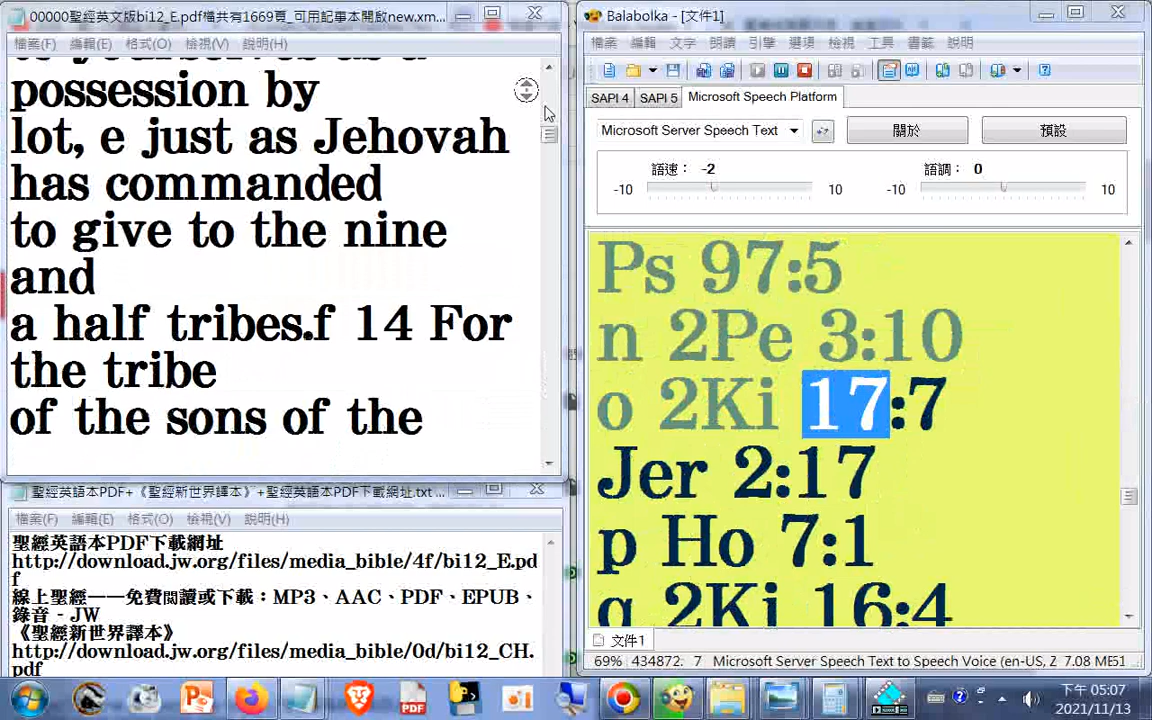 00000聖經英文版bi12_E.pdf檔共有1669頁_可用記事本開啟new.xm...
檔案(F) 編輯(E) 格式(O) 檢視(V) 說明(H)
possession by
lot, e just as Jehovah
has commanded
to give to the nine
and
a half tribes.f 14 For
the tribe
of the sons of the
聖經英語本PDF+《聖經新世界譯本》+聖經英語本PDF下載網址.txt ...
檔案(F) 編輯(E) 格式(O) 檢視(V) 說明(H)
聖經英語本PDF下載網址
http://download.jw.org/files/media_bible/4f/bi12_E.pd
f
線上聖經——免費閱讀或下載：MP3、AAC、PDF、EPUB、
錄音 - JW
《聖經新世界譯本》
http://download.jw.org/files/media_bible/0d/bi12_CH.
pdf
Balabolka - [文件1]
檔案 編輯 文字 朗讀 引擎 選項 檢視 工具 書籤 說明
SAPI 4 SAPI 5 Microsoft Speech Platform
Microsoft Server Speech Text 關於 預設
語速： -2 語調： 0
-10 10 -10 10
Ps 97:5
n 2Pe 3:10
o 2Ki 17:7
Jer 2:17
p Ho 7:1
q 2Ki 16:4
文件1
69% 434872: 7 Microsoft Server Speech Text to Speech Voice (en-US, Z 7.08 ME51
下午 05:07
2021/11/13